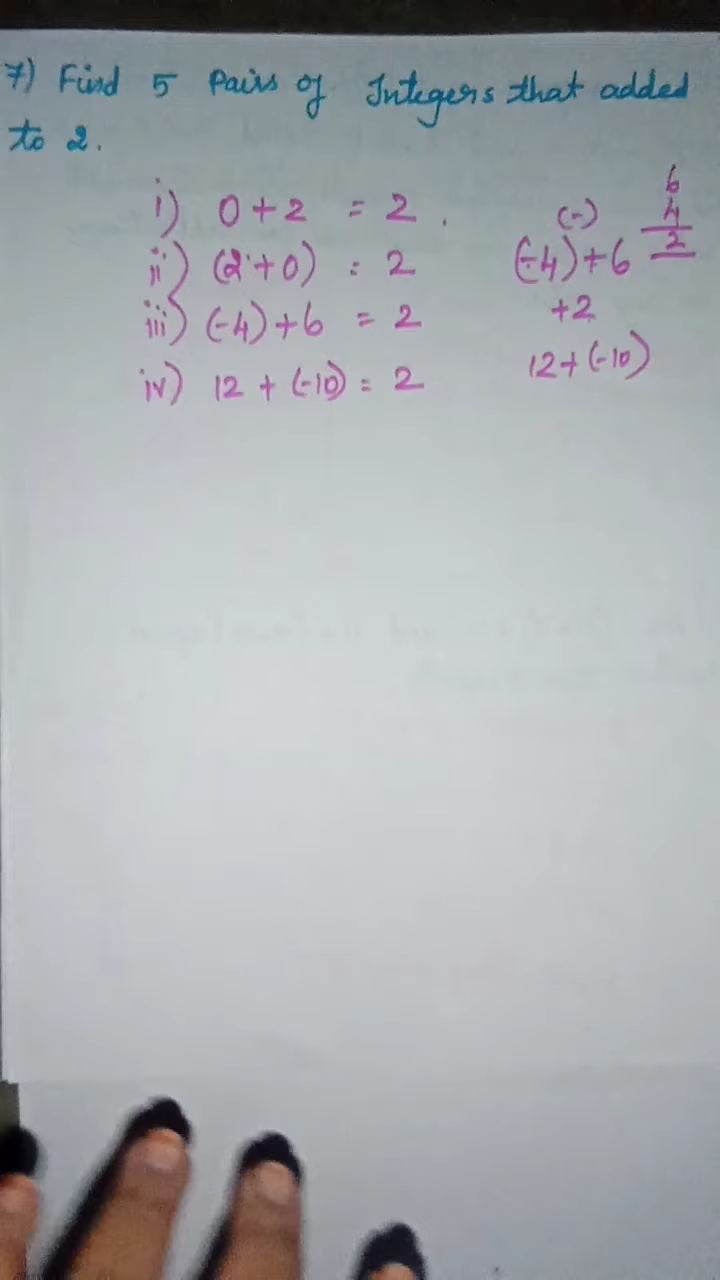 7) Find 5 Pairs of Integers that added
to 2.
i) 0+2 = 2.
ii) (2+0) = 2
iii) (-4)+6 = 2
iv) 12 + (-10) = 2
6
4
2
(-)
(-4)+6
+2
12+(-10)